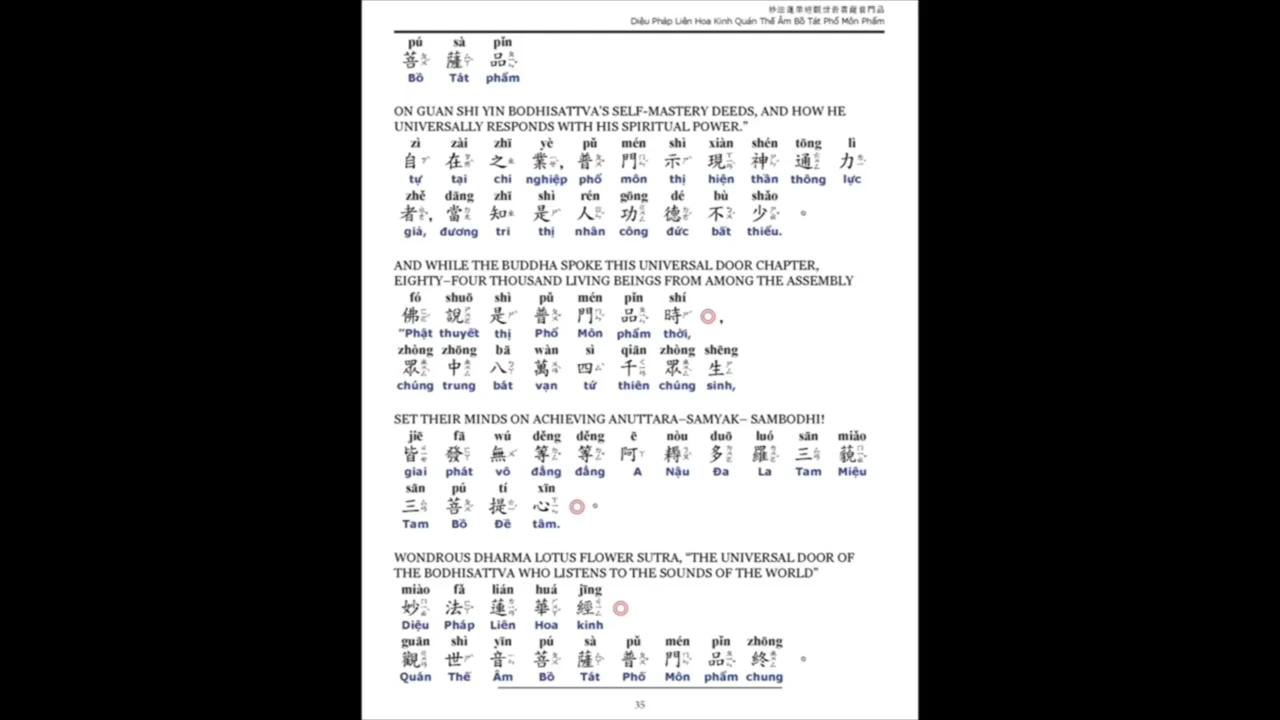 妙法蓮華經觀世音菩薩普門品
Diệu Pháp Liên Hoa Kinh Quán Thế Âm Bồ Tát Phổ Môn Phẩm
pú sà pǐn
菩 薩 品
Bồ Tát phẩm
ON GUAN SHI YIN BODHISATTVA'S SELF-MASTERY DEEDS, AND HOW HE
UNIVERSALLY RESPONDS WITH HIS SPIRITUAL POWER."
zì zài zhī yè pǔ mén shì xiàn shén tōng lì
自 在 之 業, 普 門 示 現 神 通 力
tự tại chi nghiệp phổ môn thị hiện thần thông lực
zhě dāng zhī shì rén gōng dé bù shǎo
者, 當 知 是 人 功 德 不 少 。
giả, đương tri thị nhân công đức bất thiểu.
AND WHILE THE BUDDHA SPOKE THIS UNIVERSAL DOOR CHAPTER,
EIGHTY–FOUR THOUSAND LIVING BEINGS FROM AMONG THE ASSEMBLY
fó shuō shì pǔ mén pǐn shí
佛 說 是 普 門 品 時 ◎,
"Phật thuyết thị Phổ Môn phẩm thời,
zhòng zhōng bā wàn sì qiān zhòng shēng
眾 中 八 萬 四 千 眾 生
chúng trung bát vạn tứ thiên chúng sinh,
SET THEIR MINDS ON ACHIEVING ANUTTARA–SAMYAK– SAMBODHI!
jiē fā wú děng děng ē nòu duō luó sān miǎo
皆 發 無 等 等 阿 耨 多 羅 三 藐
giai phát vô đẳng đẳng A Nậu Đa La Tam Miệu
sān pú tí xīn
三 菩 提 心 ◎ 。
Tam Bồ Đề tâm.
WONDROUS DHARMA LOTUS FLOWER SUTRA, "THE UNIVERSAL DOOR OF
THE BODHISATTVA WHO LISTENS TO THE SOUNDS OF THE WORLD"
miào fǎ lián huá jīng
妙 法 蓮 華 經 ◎
Diệu Pháp Liên Hoa kinh
guān shì yīn pú sà pǔ mén pǐn zhōng
觀 世 音 菩 薩 普 門 品 終 。
Quán Thế Âm Bồ Tát Phổ Môn phẩm chung
35